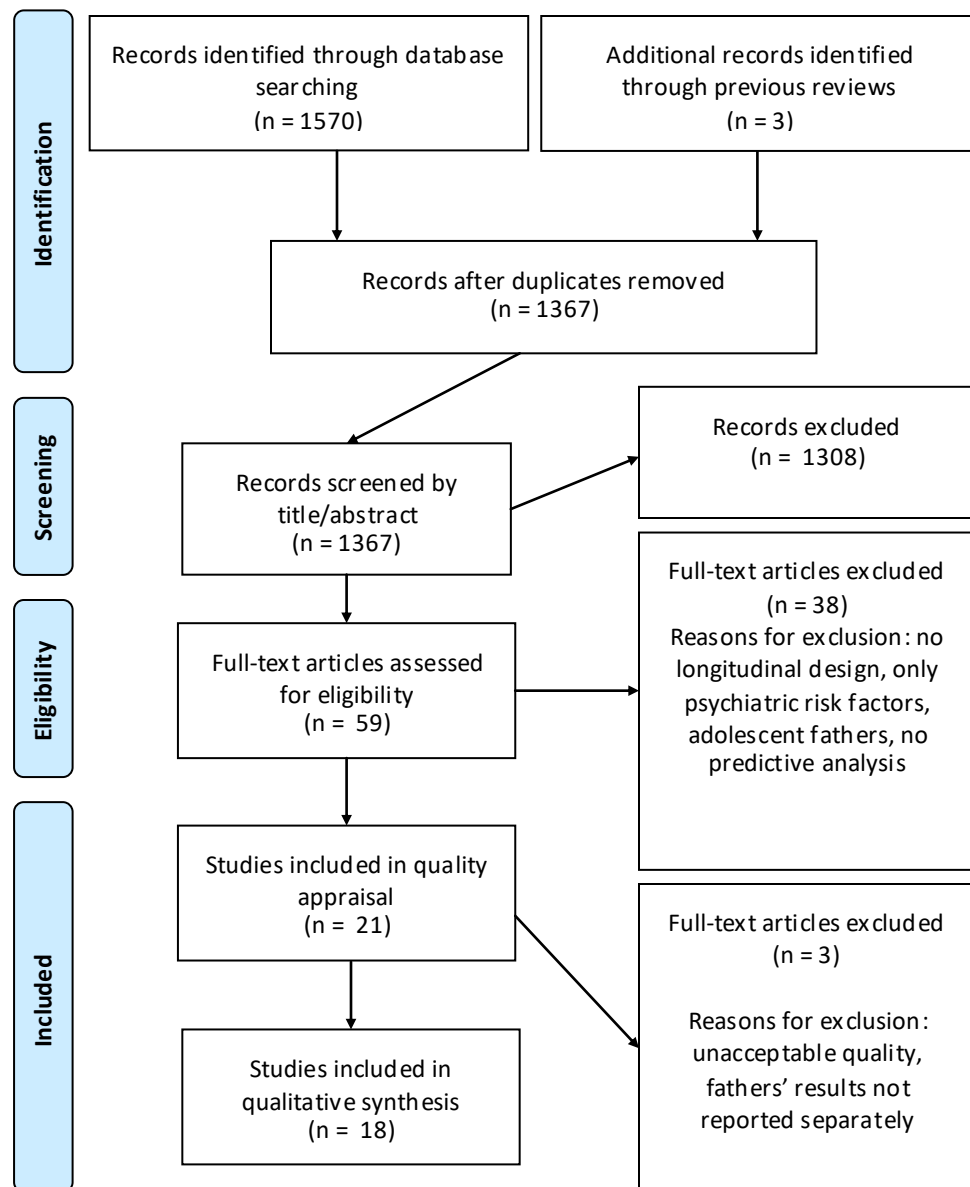 Identification
Records identified through database
searching
(n = 1570)
Additional records identified
through previous reviews
(n = 3)
Records after duplicates removed
(n = 1367)
Screening
Records screened by
title/abstract
(n = 1367)
Records excluded
(n = 1308)
Eligibility
Full-text articles assessed
for eligibility
(n = 59)
Full-text articles excluded
(n = 38)
Reasons for exclusion: no
longitudinal design, only
psychiatric risk factors,
adolescent fathers, no
predictive analysis
Included
Studies included in quality
appraisal
(n = 21)
Full-text articles excluded
(n = 3)
Reasons for exclusion:
unacceptable quality,
fathers’ results not
reported separately
Studies included in
qualitative synthesis
(n = 18)